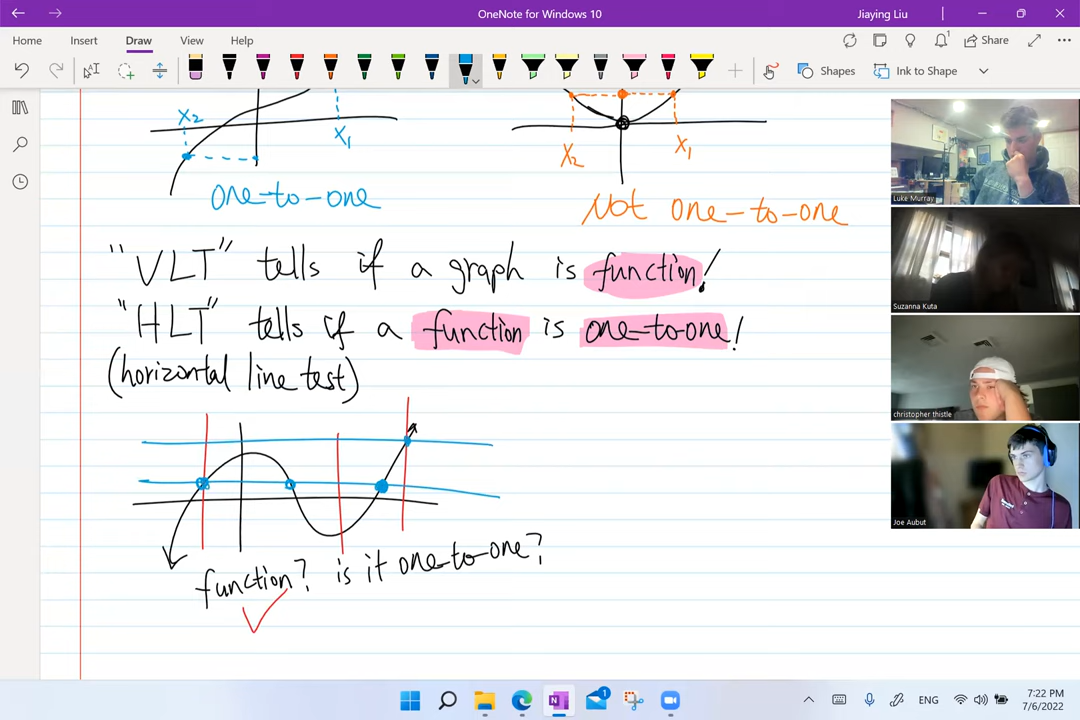 OneNote for Windows 10
Jiaying Liu
Home Insert Draw View Help
Share
Shapes
Ink to Shape
x2
x1
x2
x1
one-to-one
Not one-to-one
"VLT" tells if a graph is function!
"HLT" tells if a function is one-to-one!
(horizontal line test)
function? is it one-to-one?
Luke Murray
Suzanna Kuta
christopher thistle
Joe Aubut
1
ENG
7:22 PM
7/6/2022